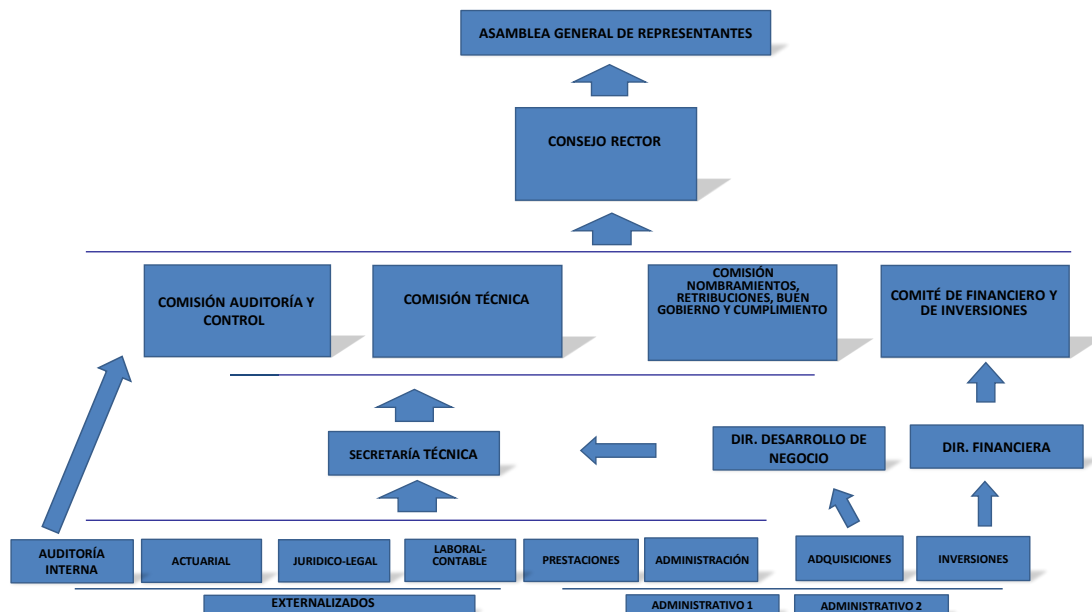 ASAMBLEA GENERAL DE REPRESENTANTES
CONSEJO RECTOR
COMISIÓN AUDITORÍA Y
CONTROL
COMISIÓN TÉCNICA
COMISIÓN
NOMBRAMIENTOS,
RETRIBUCIONES, BUEN
GOBIERNO Y CUMPLIMIENTO
COMITÉ DE FINANCIERO Y
DE INVERSIONES
SECRETARÍA TÉCNICA
DIR. DESARROLLO DE
NEGOCIO
DIR. FINANCIERA
AUDITORÍA
INTERNA
ACTUARIAL
JURIDICO-LEGAL
LABORAL-
CONTABLE
PRESTACIONES
ADMINISTRACIÓN
ADQUISICIONES
INVERSIONES
EXTERNALIZADOS
ADMINISTRATIVO 1
ADMINISTRATIVO 2